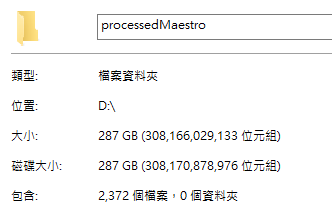 processedMaestro
類型: 檔案資料夾
位置: D:\
大小: 287 GB (308,166,029,133 位元組)
磁碟大小: 287 GB (308,170,878,976 位元組)
包含: 2,372 個檔案，0 個資料夾